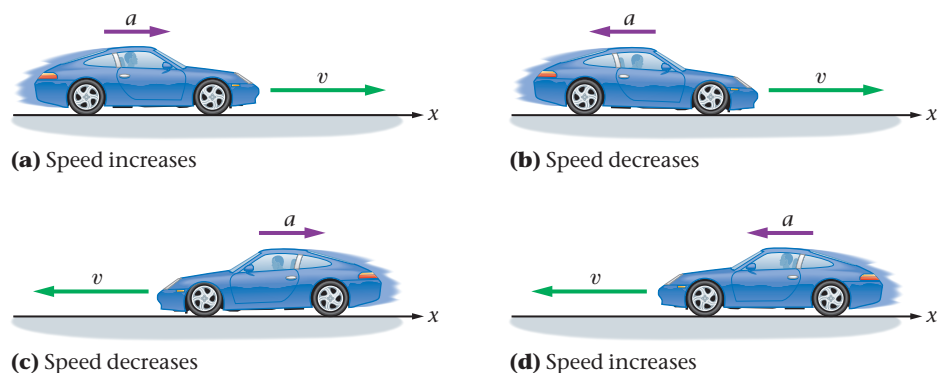 a
a
v
v
x
x
(a) Speed increases
(b) Speed decreases
a
a
v
v
x
x
(c) Speed decreases
(d) Speed increases